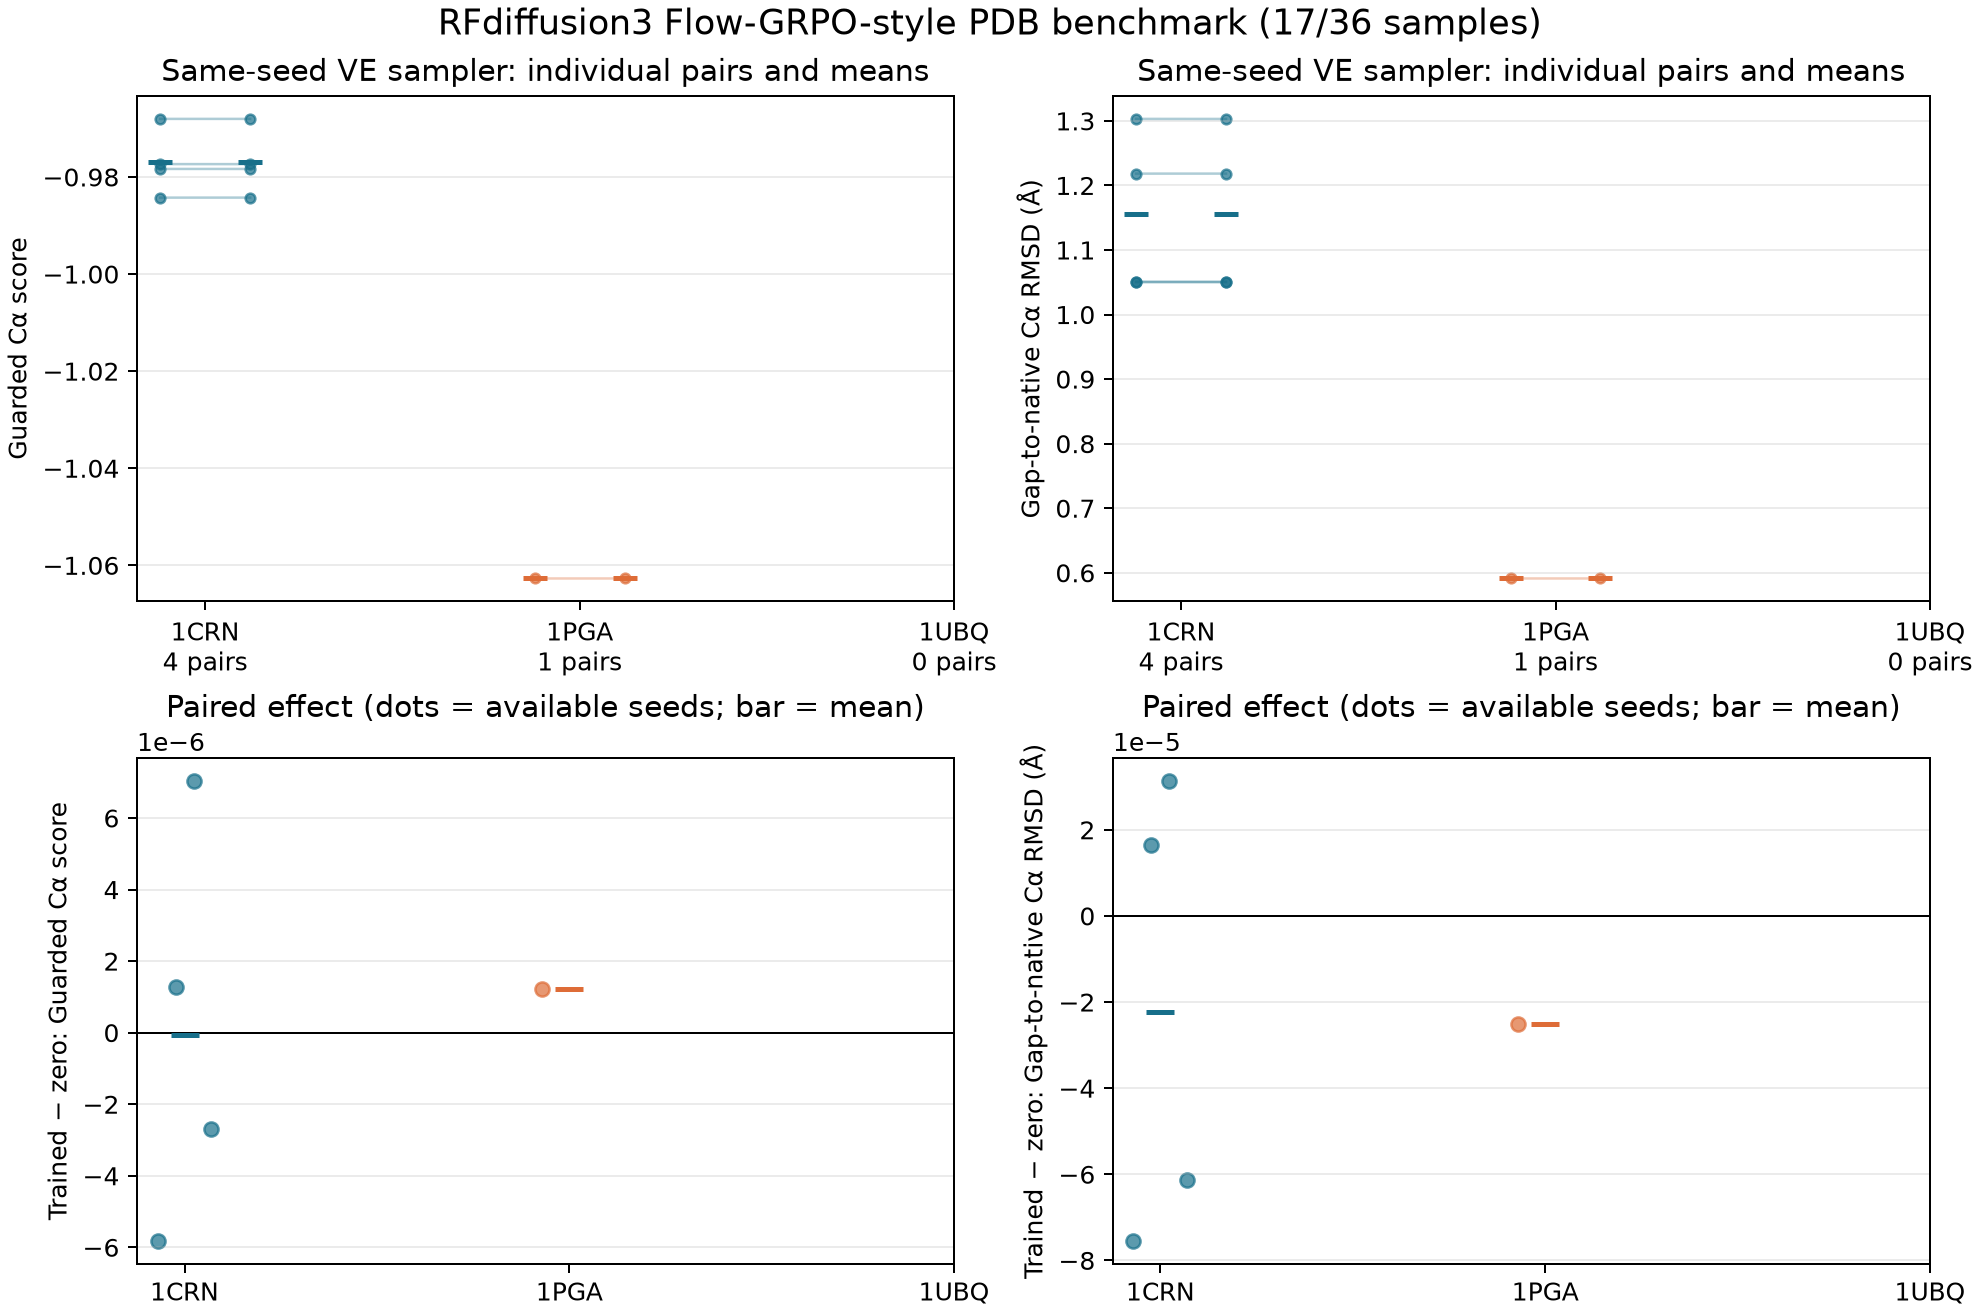 RFdiffusion3 Flow-GRPO-style PDB benchmark (17/36 samples)
Same-seed VE sampler: individual pairs and means
Guarded Cα score
−0.98
−1.00
−1.02
−1.04
−1.06
1CRN
4 pairs
1PGA
1 pairs
1UBQ
0 pairs
Same-seed VE sampler: individual pairs and means
Gap-to-native Cα RMSD (Å)
1.3
1.2
1.1
1.0
0.9
0.8
0.7
0.6
1CRN
4 pairs
1PGA
1 pairs
1UBQ
0 pairs
Paired effect (dots = available seeds; bar = mean)
1e−6
Trained − zero: Guarded Cα score
6
4
2
0
−2
−4
−6
1CRN
1PGA
1UBQ
Paired effect (dots = available seeds; bar = mean)
1e−5
Trained − zero: Gap-to-native Cα RMSD (Å)
2
0
−2
−4
−6
−8
1CRN
1PGA
1UBQ